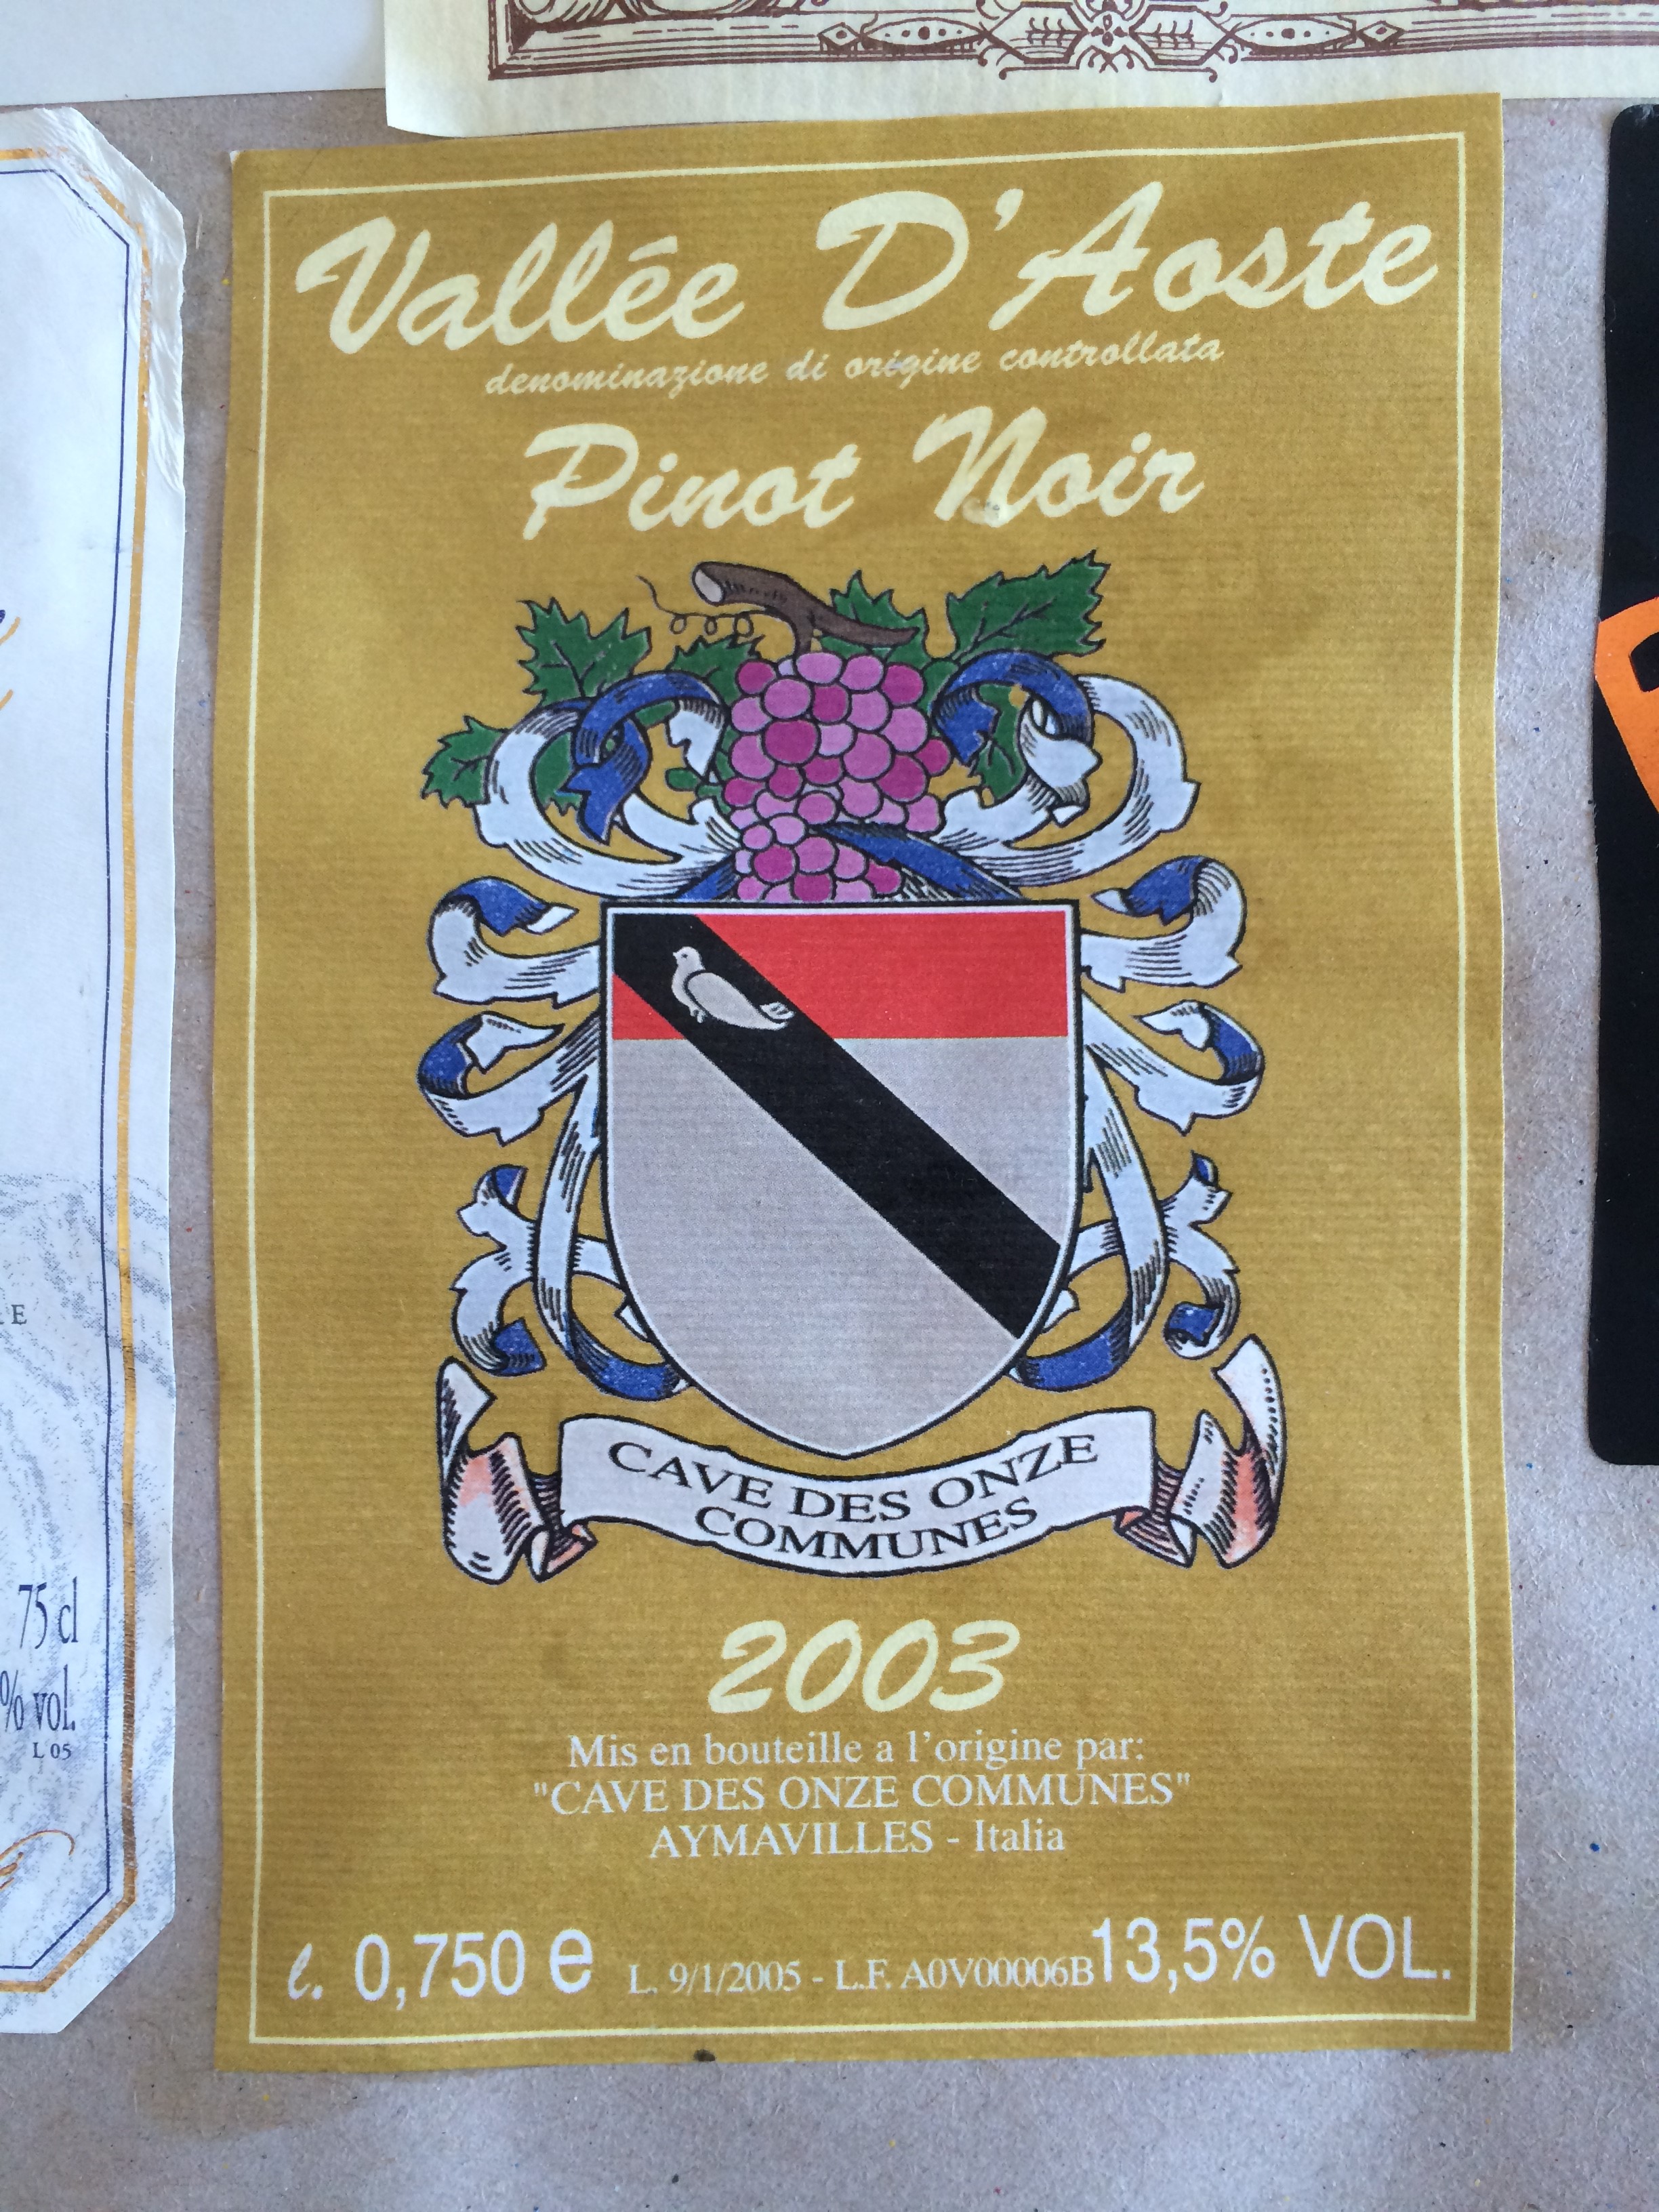 Vallée D'Aoste
denominazione di origine controllata
Pinot Noir
CAVE DES ONZE
COMMUNES
2003
Mis en bouteille a l'origine par:
"CAVE DES ONZE COMMUNES"
AYMAVILLES - Italia
l. 0,750 e L. 9/1/2005 - L.F. A0V00006B 13,5% VOL.
E
75 cl
% vol.
L 05